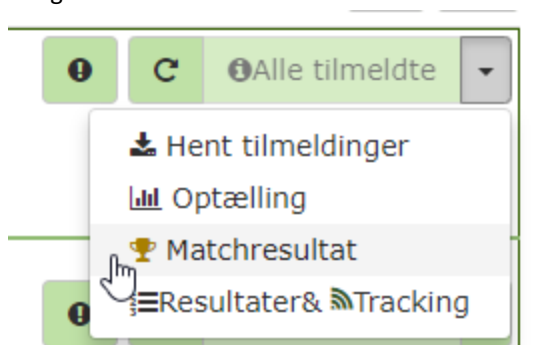 Alle tilmeldte
Hent tilmeldinger
Optælling
Matchresultat
Resultater& Tracking